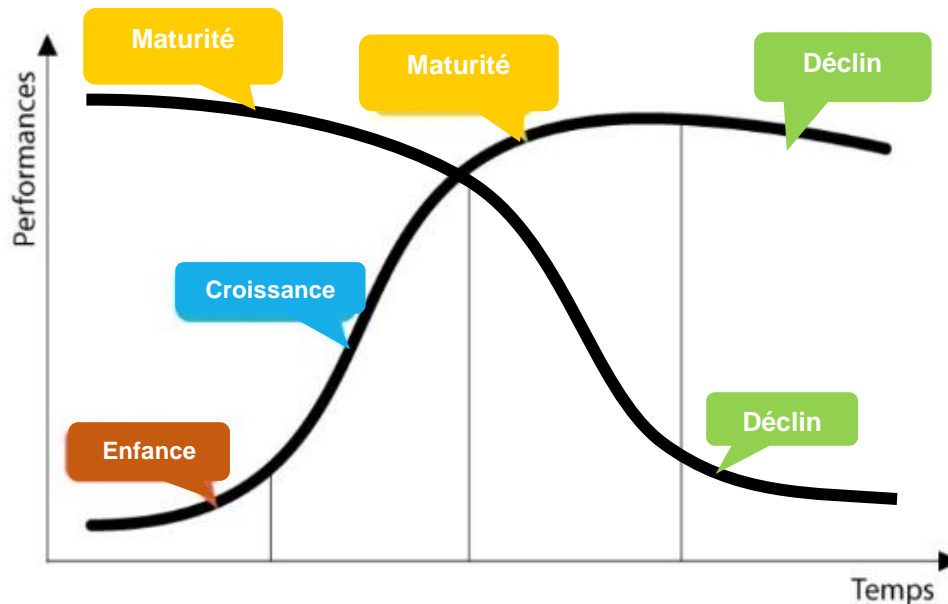 Maturité
Maturité
Déclin
Performances
Croissance
Enfance
Déclin
Temps